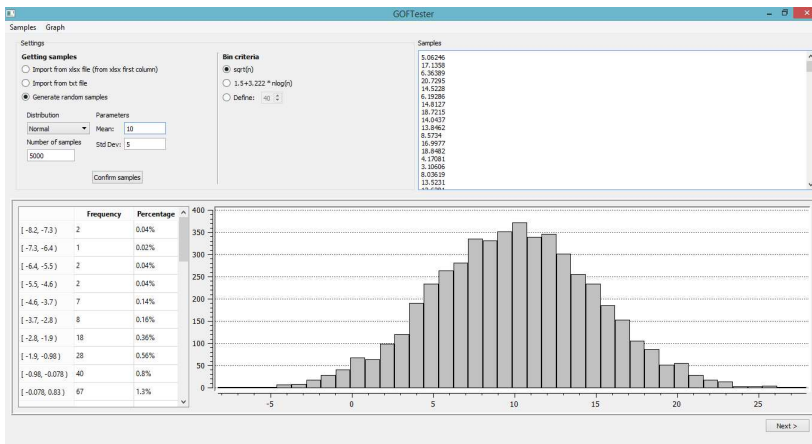 GOFTester
Samples Graph
Settings
Getting samples
Import from xlsx file (from xlsx first column)
Import from txt file
Generate random samples
Distribution Parameters
Normal Mean: 10
Number of samples Std Dev: 5
5000
Confirm samples
Bin criteria
sqrt(n)
1.5+3.222 * nlog(n)
Define: 40
Samples
5.06246
17.1358
6.36389
20.7295
14.5228
6.19286
14.8127
18.7215
14.0437
13.8462
8.5734
16.9977
18.8482
4.17081
3.10606
8.03619
13.5231
Frequency Percentage
[ -8.2, -7.3 ) 2 0.04%
[ -7.3, -6.4 ) 1 0.02%
[ -6.4, -5.5 ) 2 0.04%
[ -5.5, -4.6 ) 2 0.04%
[ -4.6, -3.7 ) 7 0.14%
[ -3.7, -2.8 ) 8 0.16%
[ -2.8, -1.9 ) 18 0.36%
[ -1.9, -0.98 ) 28 0.56%
[ -0.98, -0.078 ) 40 0.8%
[ -0.078, 0.83 ) 67 1.3%
400
350
300
250
200
150
100
50
0
-5 0 5 10 15 20 25
Next >